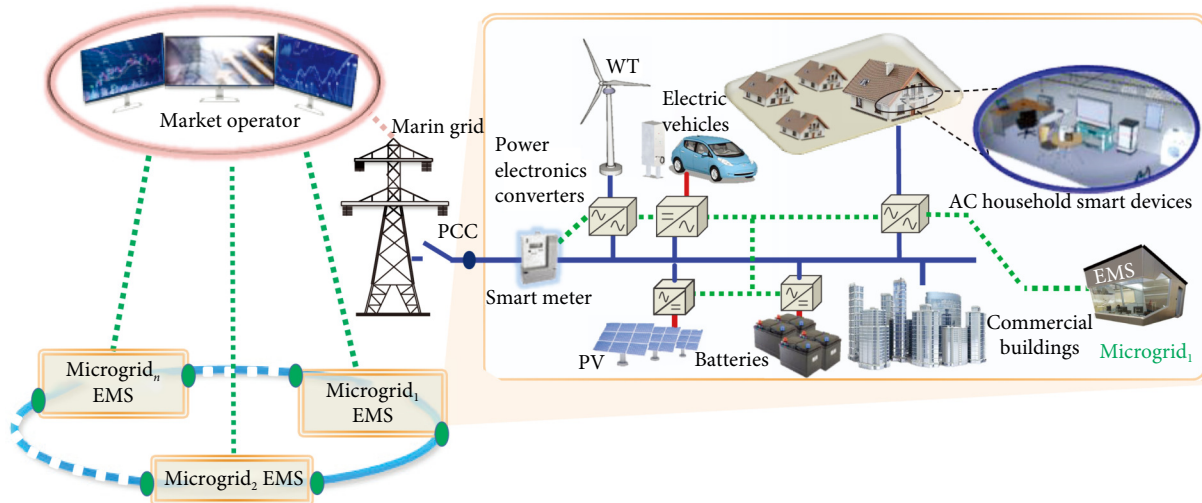 Market operator
Marin grid
PCC
Microgridₙ
EMS
Microgrid₁
EMS
Microgrid₂ EMS
WT
Electric
vehicles
Power
electronics
converters
AC household smart devices
Smart meter
PV
Batteries
Commercial
buildings
EMS
Microgrid₁